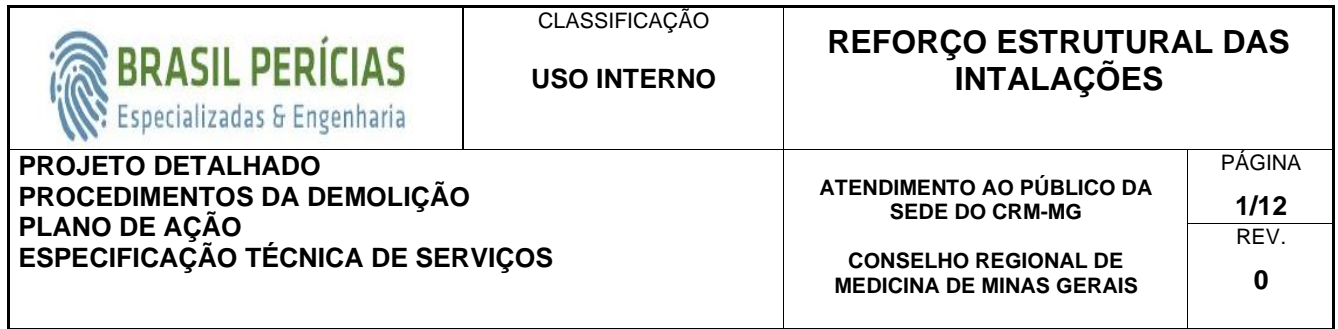 BRASIL PERÍCIAS
Especializadas & Engenharia
CLASSIFICAÇÃO
USO INTERNO
REFORÇO ESTRUTURAL DAS
INTALAÇÕES
PROJETO DETALHADO
PROCEDIMENTOS DA DEMOLIÇÃO
PLANO DE AÇÃO
ESPECIFICAÇÃO TÉCNICA DE SERVIÇOS
ATENDIMENTO AO PÚBLICO DA
SEDE DO CRM-MG
CONSELHO REGIONAL DE
MEDICINA DE MINAS GERAIS
PÁGINA
1/12
REV.
0